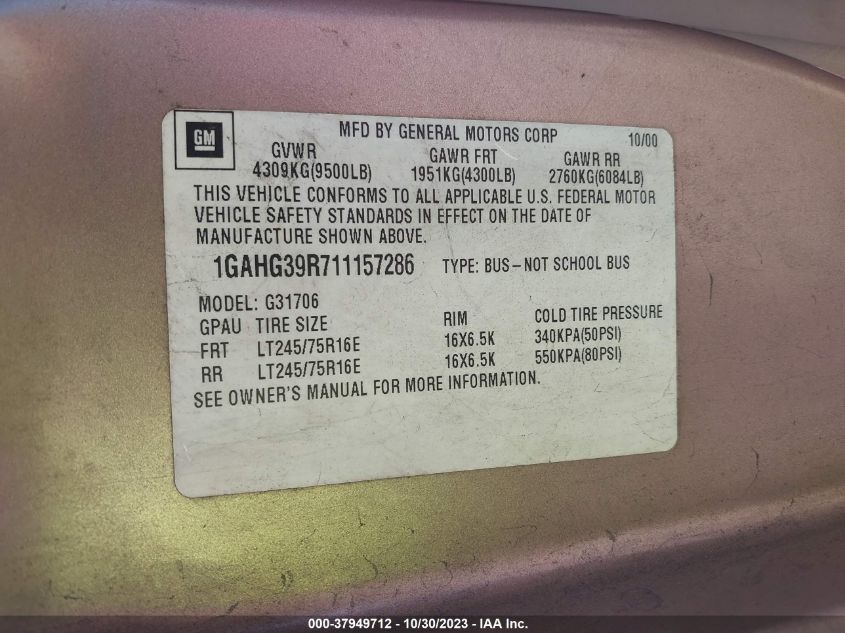 GM
MFD BY GENERAL MOTORS CORP 10/00
GVWR GAWR FRT GAWR RR
4309KG(9500LB) 1951KG(4300LB) 2760KG(6084LB)
THIS VEHICLE CONFORMS TO ALL APPLICABLE U.S. FEDERAL MOTOR
VEHICLE SAFETY STANDARDS IN EFFECT ON THE DATE OF
MANUFACTURE SHOWN ABOVE.
1GAHG39R711157286 TYPE: BUS-NOT SCHOOL BUS
MODEL: G31706
GPAU TIRE SIZE RIM COLD TIRE PRESSURE
FRT LT245/75R16E 16X6.5K 340KPA(50PSI)
RR LT245/75R16E 16X6.5K 550KPA(80PSI)
SEE OWNER'S MANUAL FOR MORE INFORMATION.
000-37949712 - 10/30/2023 - IAA Inc.